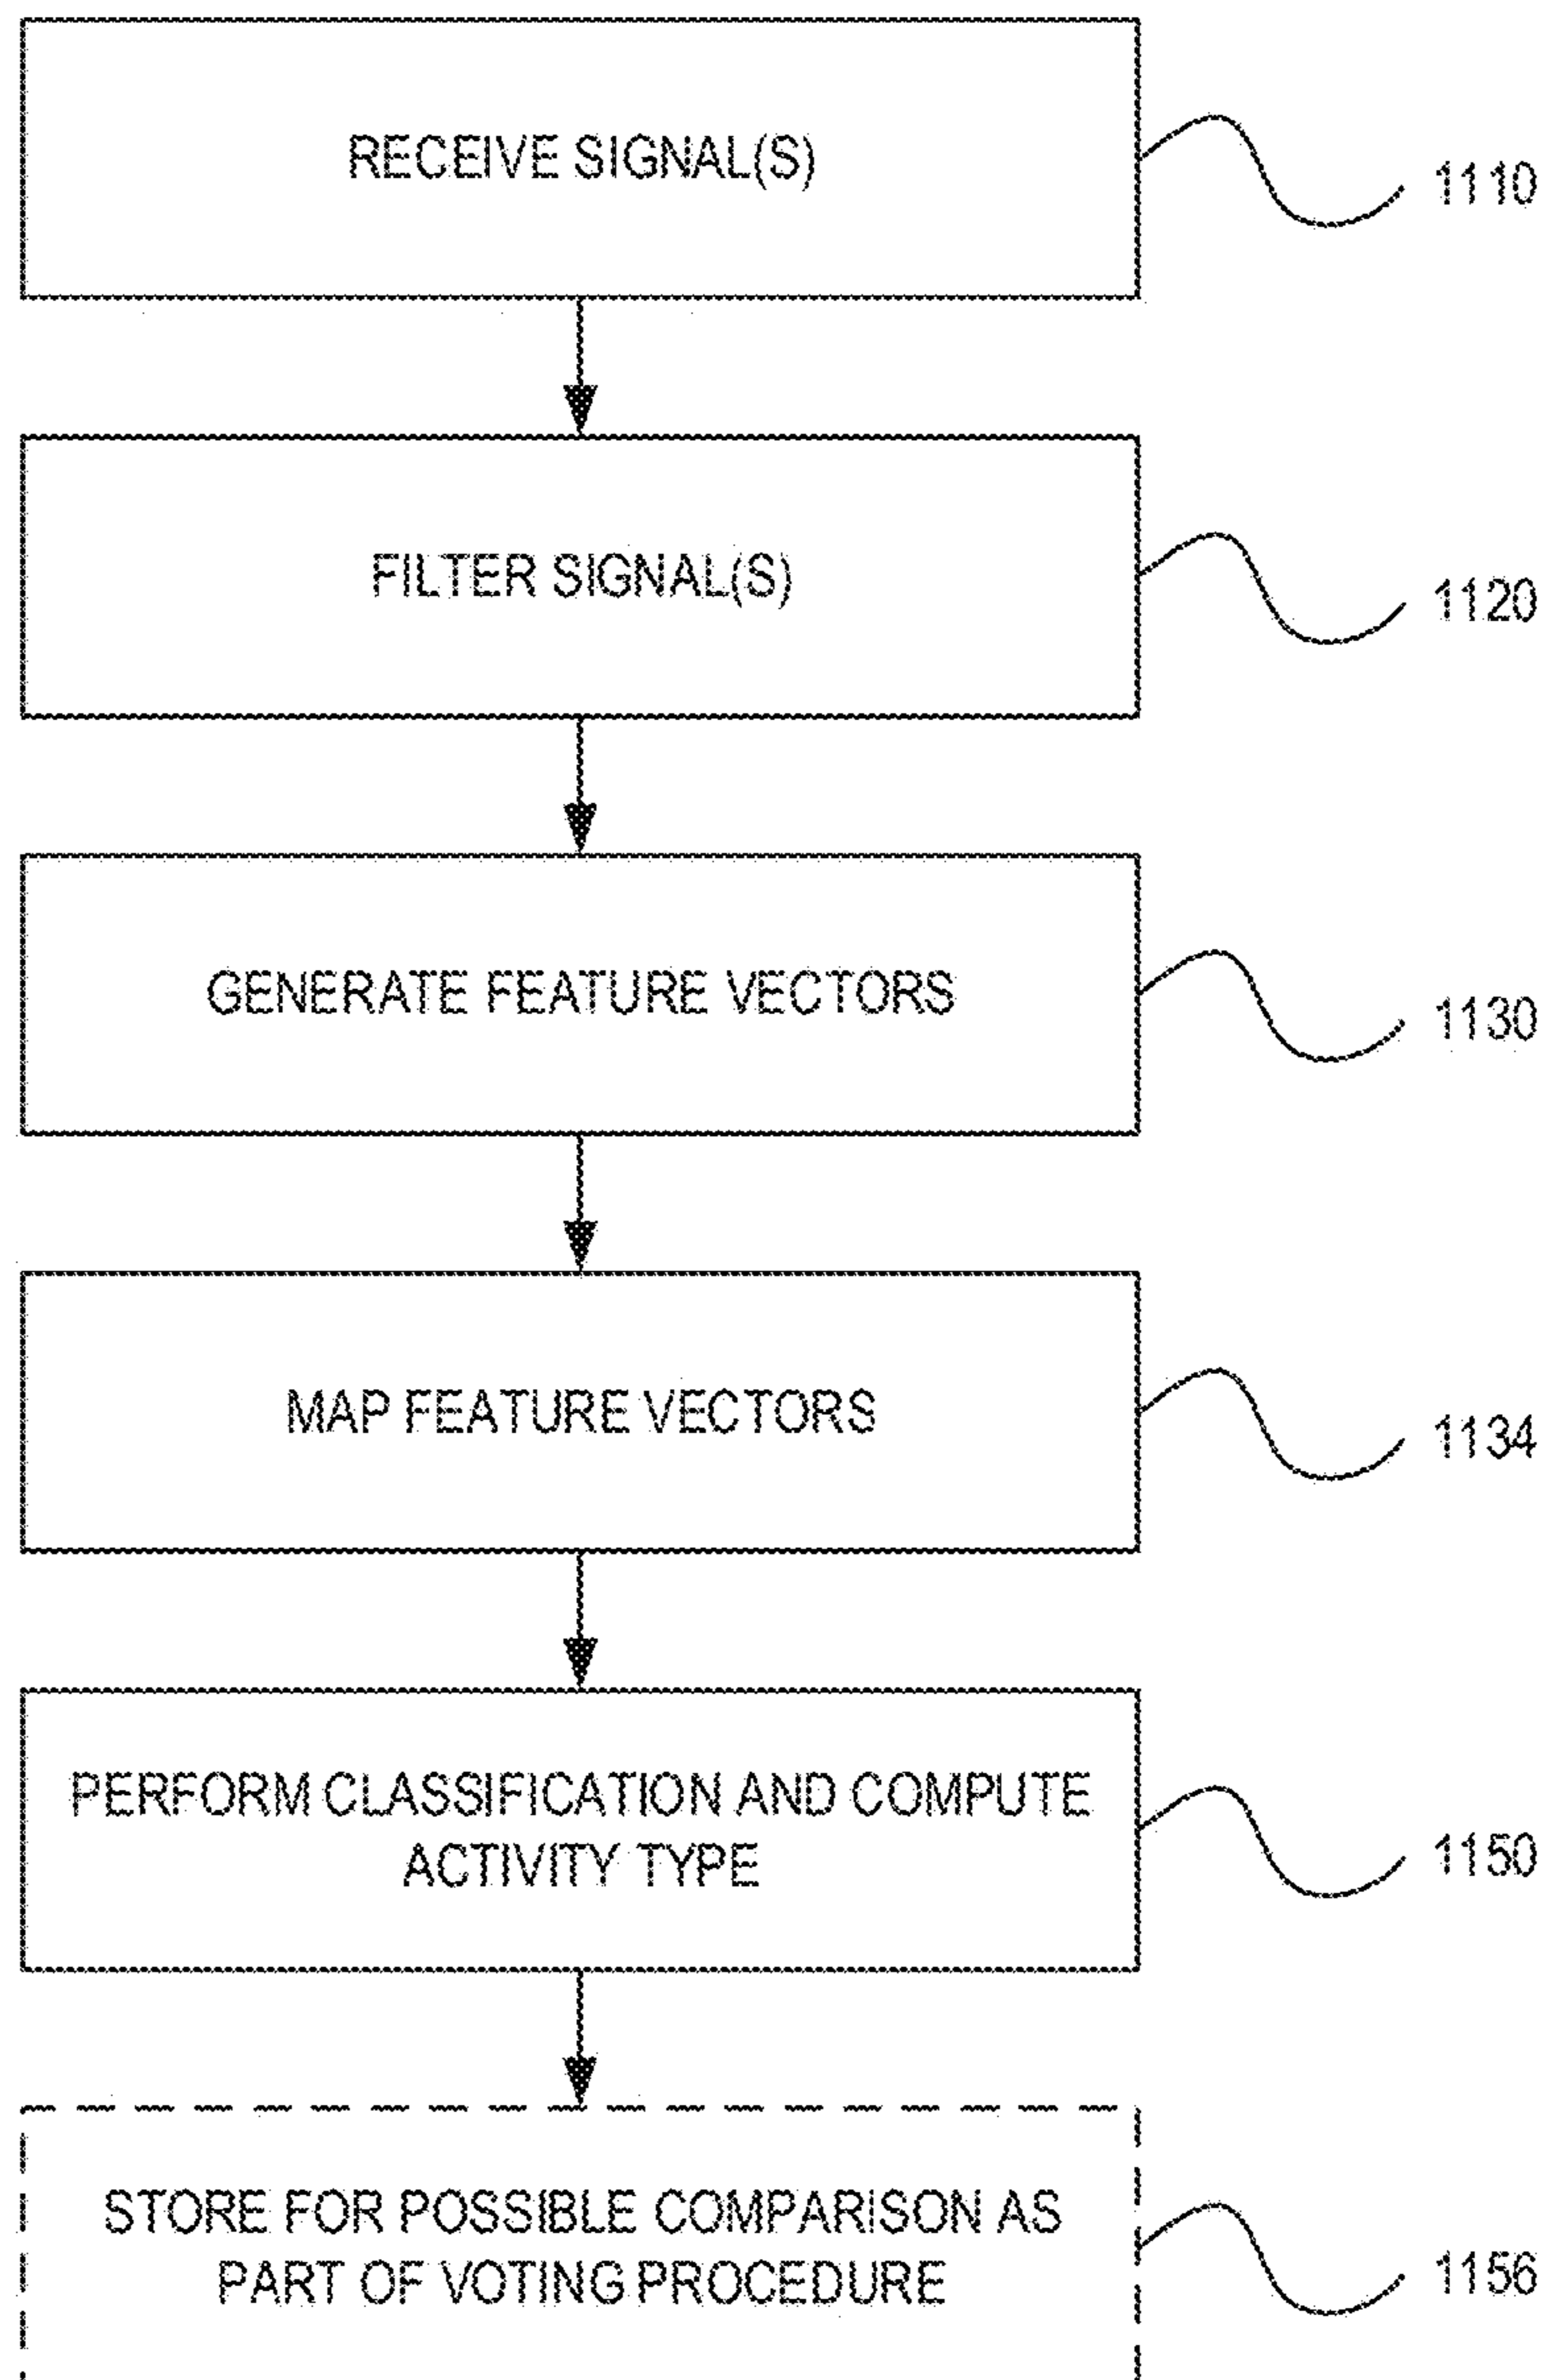 RECEIVE SIGNAL(S)
1110
FILTER SIGNAL(S)
1120
GENERATE FEATURE VECTORS
1130
MAP FEATURE VECTORS
1134
PERFORM CLASSIFICATION AND COMPUTE
ACTIVITY TYPE
1150
STORE FOR POSSIBLE COMPARISON AS
PART OF VOTING PROCEDURE
1156